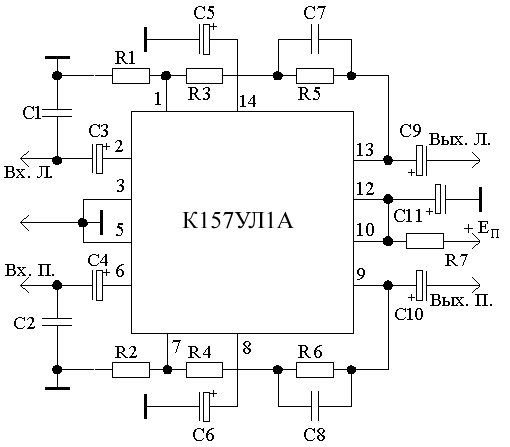 C5
C7
R1
R3
R5
1
14
C1
C3
+
2
13
C9
Вых. Л.
Вх. Л.
3
12
C11
+
+ EП
К157УЛ1А
5
10
R7
Вх. П.
C4
+
6
9
C10
Вых. П.
C2
R2
7
R4
8
R6
C6
+
C8